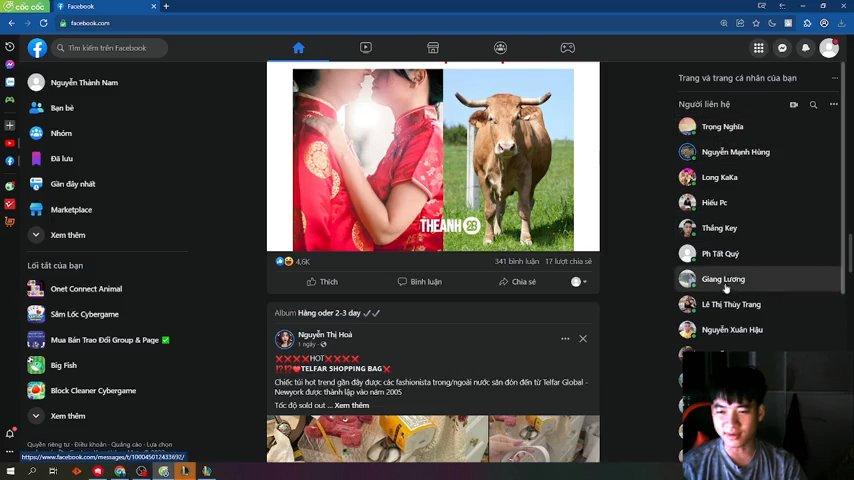 cốc cốc
Facebook
facebook.com
Tìm kiếm trên Facebook
Nguyễn Thành Nam
Bạn bè
Nhóm
Đã lưu
Gần đây nhất
Marketplace
Xem thêm
Lối tắt của bạn
Onet Connect Animal
Sâm Lốc Cybergame
Mua Bán Trao Đổi Group & Page
Big Fish
Block Cleaner Cybergame
Xem thêm
Quyền riêng tư · Điều khoản · Quảng cáo · Lựa chọn
https://www.facebook.com/messages/t/100045012433692/
THEANH 28
4,6K
341 bình luận
17 lượt chia sẻ
Thích
Bình luận
Chia sẻ
Album Hàng oder 2-3 day ✓✓
Nguyễn Thị Hoà
1 ngày ·
❌❌❌❌HOT❌❌❌❌
⁉️⁉️❤️TELFAR SHOPPING BAG❌
Chiếc túi hot trend gần đây được các fashionista trong/ngoài nước săn đón đến từ Telfar Global -
Newyork được thành lập vào năm 2005
Tốc độ sold out ... Xem thêm
Trang và trang cá nhân của bạn
Người liên hệ
Trọng Nghĩa
Nguyễn Mạnh Hùng
Long KaKa
Hiếu Pc
Thắng Key
Ph Tất Quý
Giang Lương
Lê Thị Thùy Trang
Nguyễn Xuân Hậu